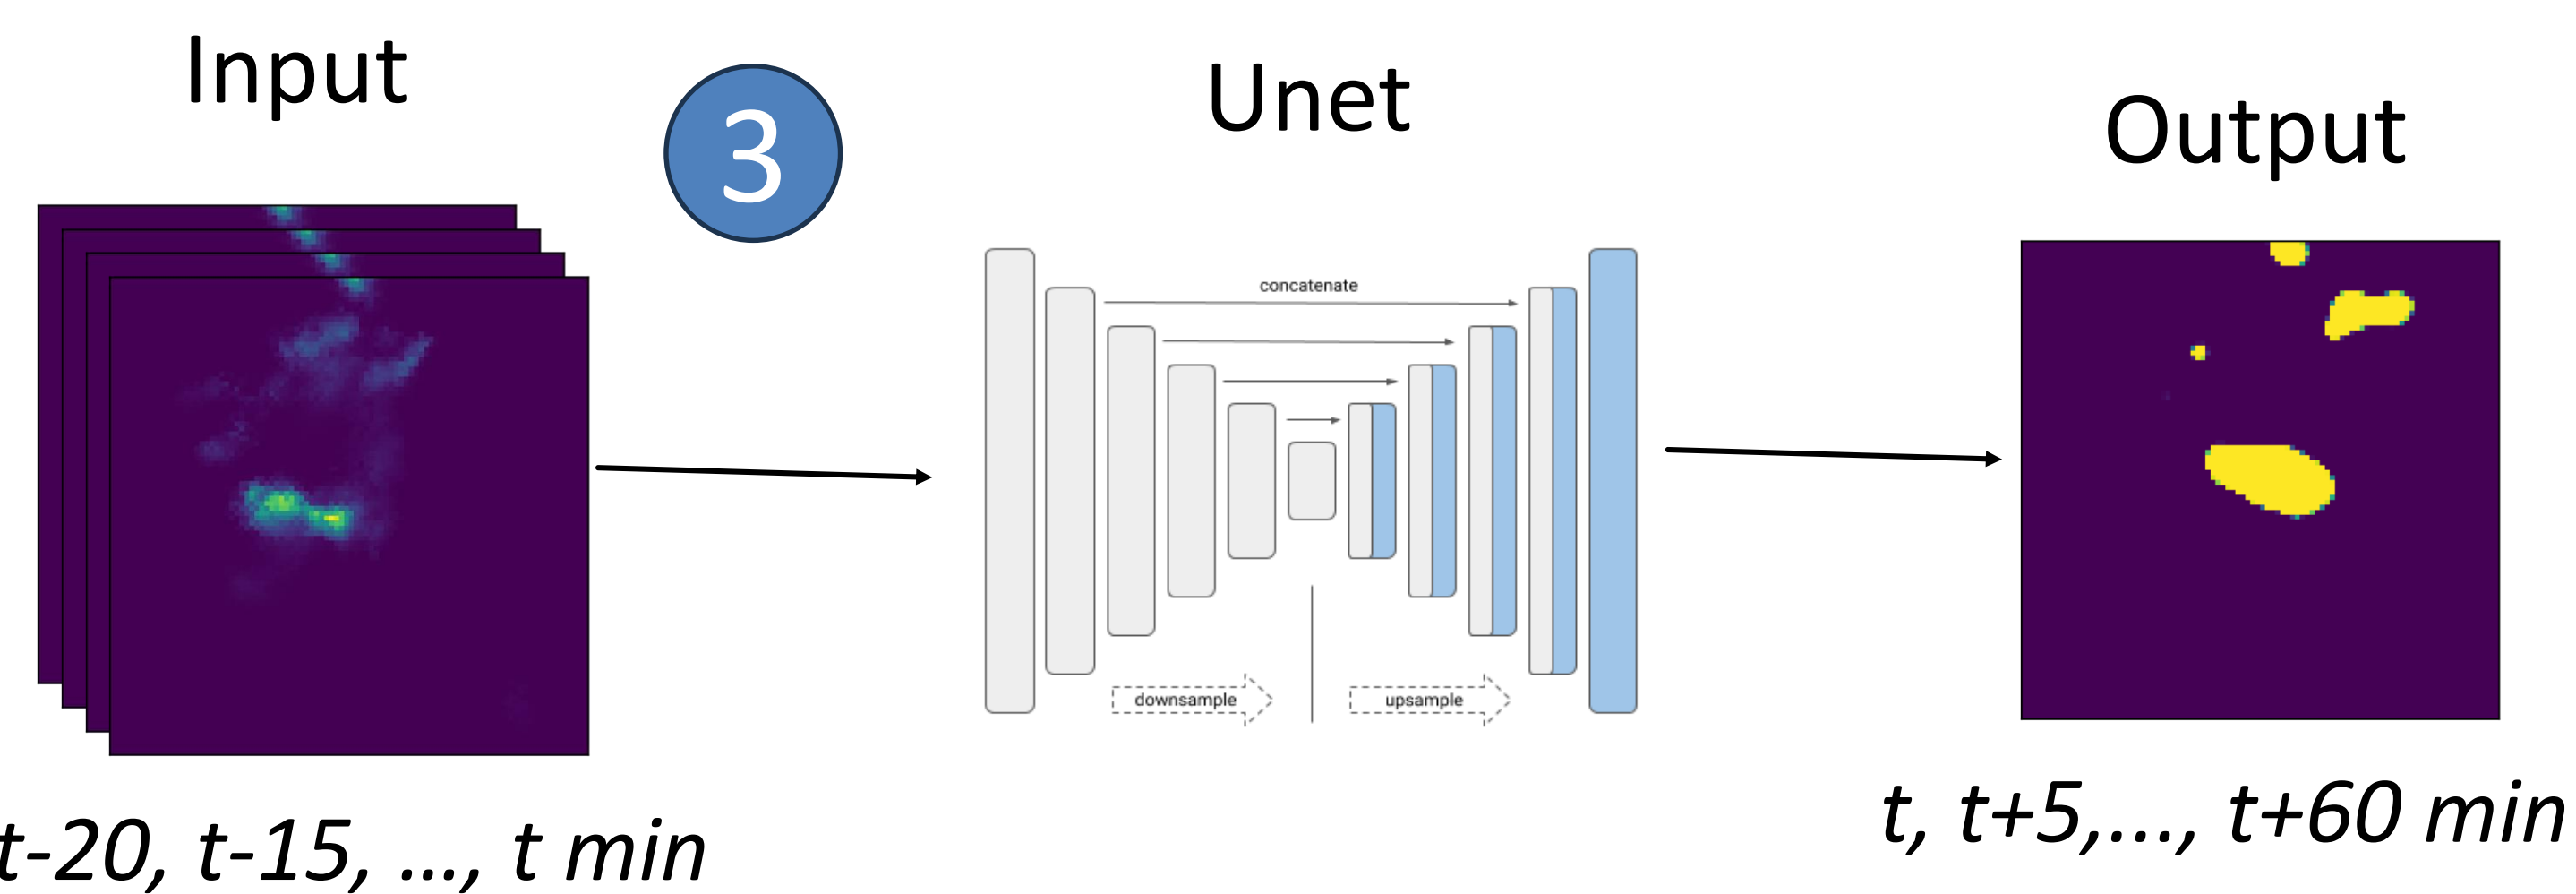 Input
3
Unet
Output
concatenate
downsample
upsample
t-20, t-15, ..., t min
t, t+5,..., t+60 min